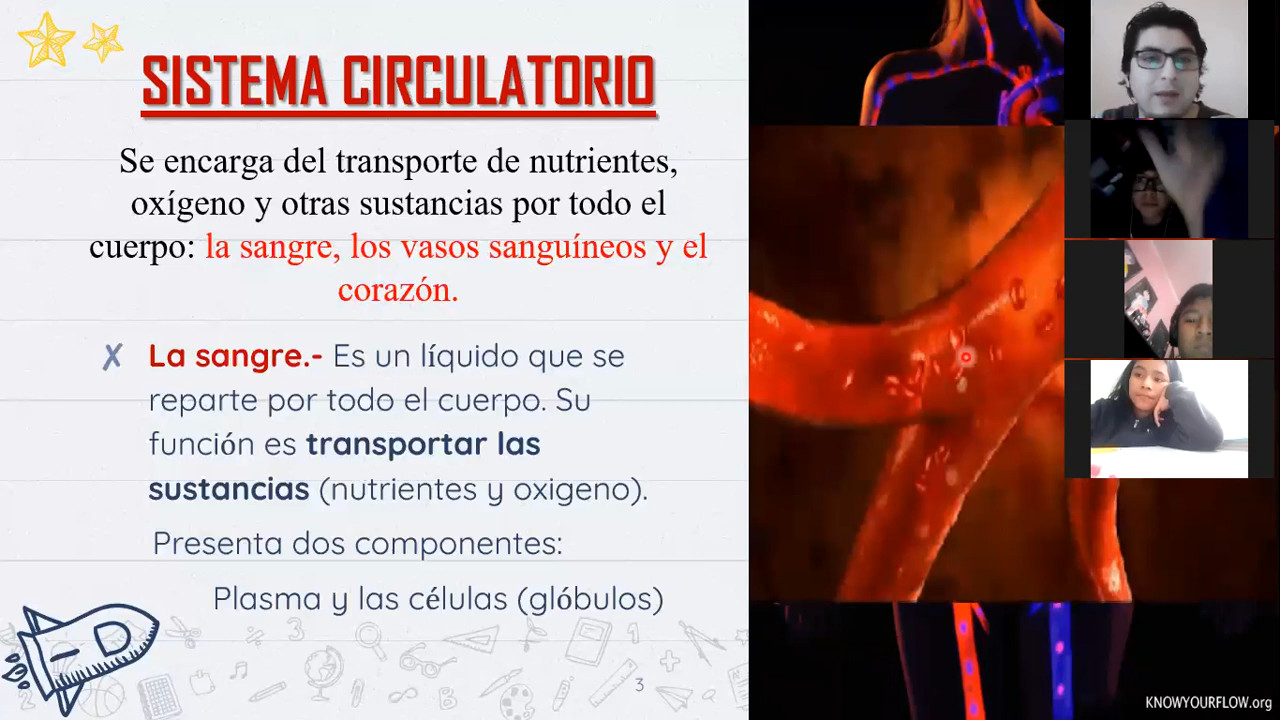 SISTEMA CIRCULATORIO
Se encarga del transporte de nutrientes,
oxígeno y otras sustancias por todo el
cuerpo: la sangre, los vasos sanguíneos y el
corazón.
✗ La sangre.- Es un líquido que se
reparte por todo el cuerpo. Su
función es transportar las
sustancias (nutrientes y oxigeno).
Presenta dos componentes:
Plasma y las células (glóbulos)
3
KNOWYOURFLOW.org